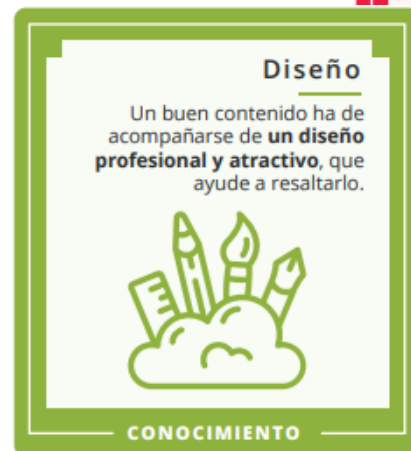 Diseño
Un buen contenido ha de
acompañarse de un diseño
profesional y atractivo, que
ayude a resaltarlo.
CONOCIMIENTO